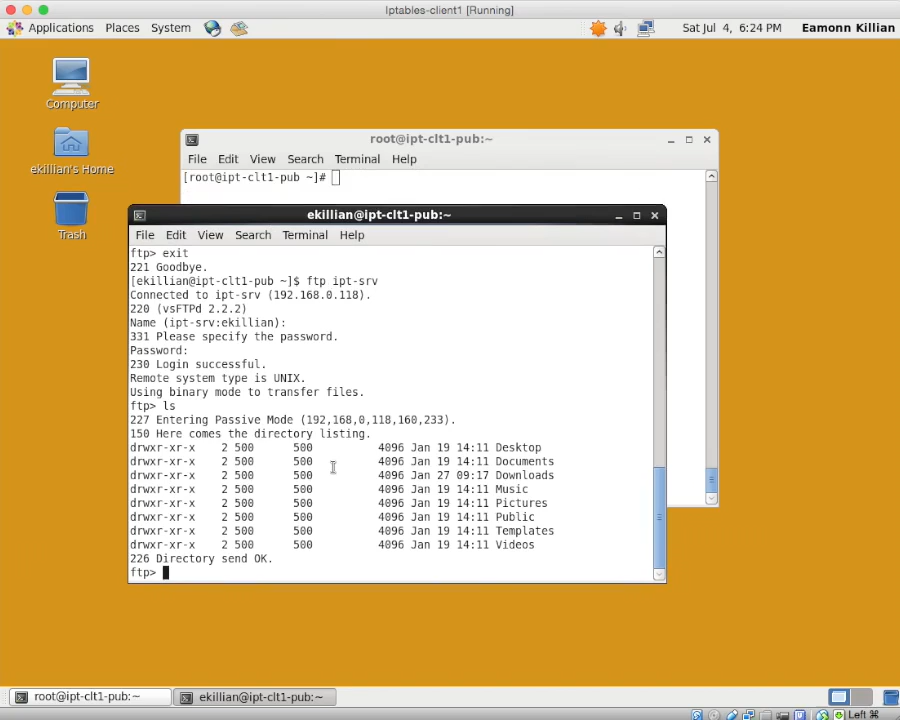 Iptables-client1 [Running]
Applications Places System Sat Jul 4, 6:24 PM Eamonn Killian
Computer
ekillian's Home
Trash
root@ipt-clt1-pub:~
File Edit View Search Terminal Help
[root@ipt-clt1-pub ~]#
ekillian@ipt-clt1-pub:~
File Edit View Search Terminal Help
ftp> exit
221 Goodbye.
[ekillian@ipt-clt1-pub ~]$ ftp ipt-srv
Connected to ipt-srv (192.168.0.118).
220 (vsFTPd 2.2.2)
Name (ipt-srv:ekillian):
331 Please specify the password.
Password:
230 Login successful.
Remote system type is UNIX.
Using binary mode to transfer files.
ftp> ls
227 Entering Passive Mode (192,168,0,118,160,233).
150 Here comes the directory listing.
drwxr-xr-x 2 500 500 4096 Jan 19 14:11 Desktop
drwxr-xr-x 2 500 500 4096 Jan 19 14:11 Documents
drwxr-xr-x 2 500 500 4096 Jan 27 09:17 Downloads
drwxr-xr-x 2 500 500 4096 Jan 19 14:11 Music
drwxr-xr-x 2 500 500 4096 Jan 19 14:11 Pictures
drwxr-xr-x 2 500 500 4096 Jan 19 14:11 Public
drwxr-xr-x 2 500 500 4096 Jan 19 14:11 Templates
drwxr-xr-x 2 500 500 4096 Jan 19 14:11 Videos
226 Directory send OK.
ftp>
root@ipt-clt1-pub:~ ekillian@ipt-clt1-pub:~
Left ⌘